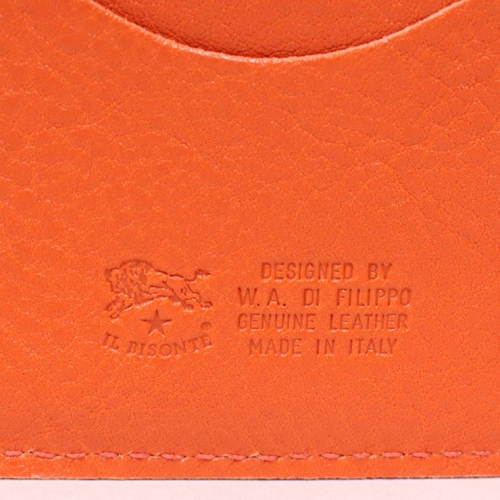 IL BISONTE®
DESIGNED BY
W. A. DI FILIPPO
GENUINE LEATHER
MADE IN ITALY